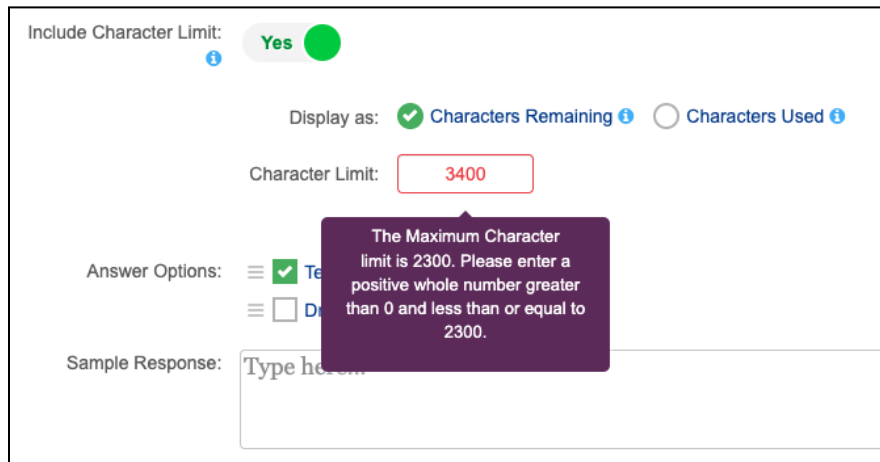 Include Character Limit:
Yes
Display as: Characters Remaining Characters Used
Character Limit: 3400
The Maximum Character
limit is 2300. Please enter a
positive whole number greater
than 0 and less than or equal to
2300.
Answer Options:
Sample Response:
Type